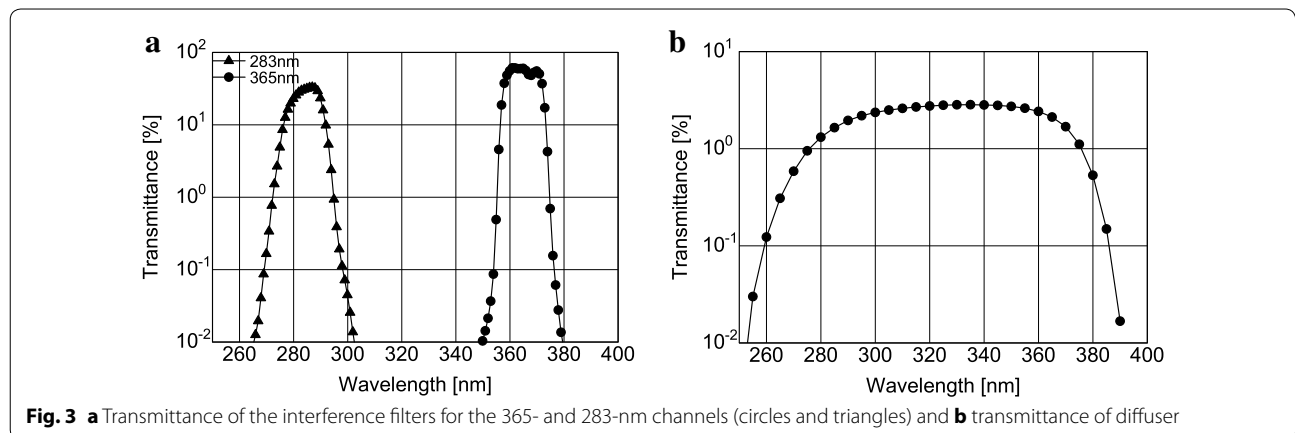 a
b
10²
10¹
10⁰
10⁻¹
10⁻²
Transmittance [%]
283nm
365nm
260 280 300 320 340 360 380 400
Wavelength [nm]
10¹
10⁰
10⁻¹
10⁻²
Transmittance [%]
260 280 300 320 340 360 380 400
Wavelength [nm]
Fig. 3 a Transmittance of the interference filters for the 365- and 283-nm channels (circles and triangles) and b transmittance of diffuser